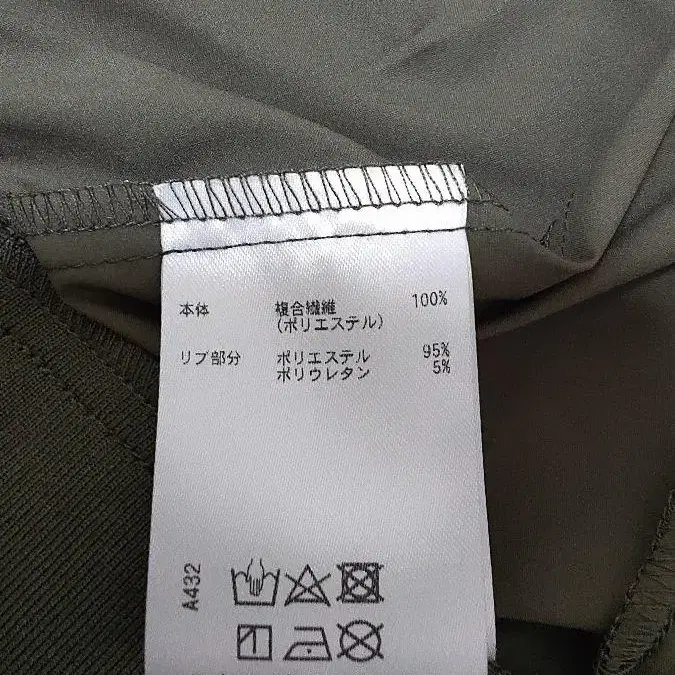 本体 複合繊維 100%
(ポリエステル)
リブ部分 ポリエステル 95%
ポリウレタン 5%
A432